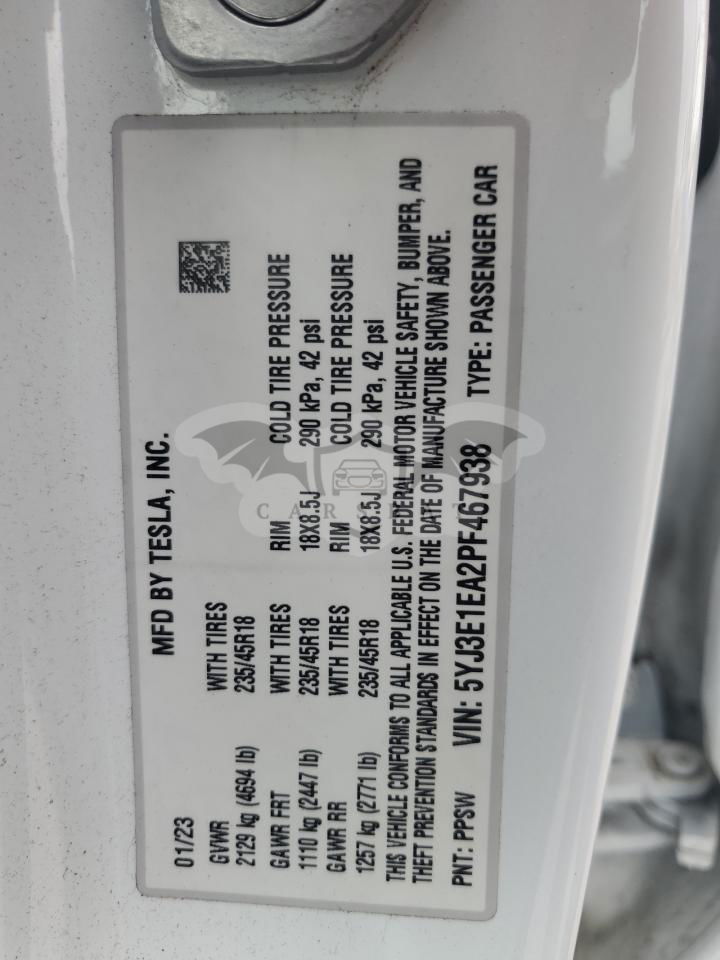 MFD BY TESLA, INC.
01/23
GVWR WITH TIRES
2129 kg (4694 lb) 235/45R18
GAWR FRT WITH TIRES RIM COLD TIRE PRESSURE
1110 kg (2447 lb) 235/45R18 18X8.5J 290 kPa, 42 psi
GAWR RR WITH TIRES RIM COLD TIRE PRESSURE
1257 kg (2771 lb) 235/45R18 18X8.5J 290 kPa, 42 psi
THIS VEHICLE CONFORMS TO ALL APPLICABLE U.S. FEDERAL MOTOR VEHICLE SAFETY, BUMPER, AND
THEFT PREVENTION STANDARDS IN EFFECT ON THE DATE OF MANUFACTURE SHOWN ABOVE.
PNT: PPSW VIN: 5YJ3E1EA2PF467938 TYPE: PASSENGER CAR